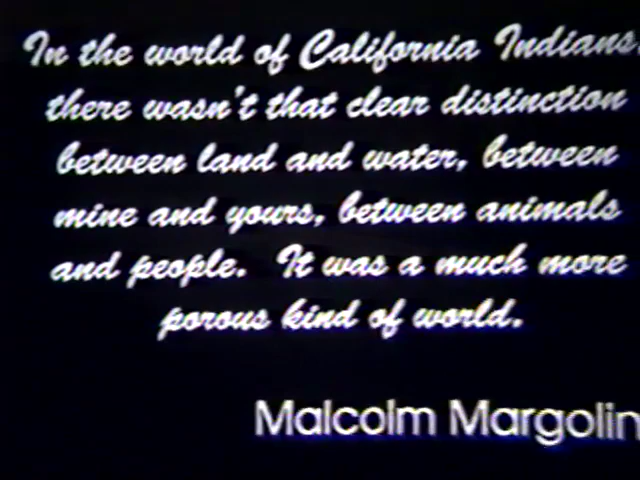 In the world of California Indians,
there wasn't that clear distinction
between land and water, between
mine and yours, between animals
and people. It was a much more
porous kind of world.
Malcolm Margolin